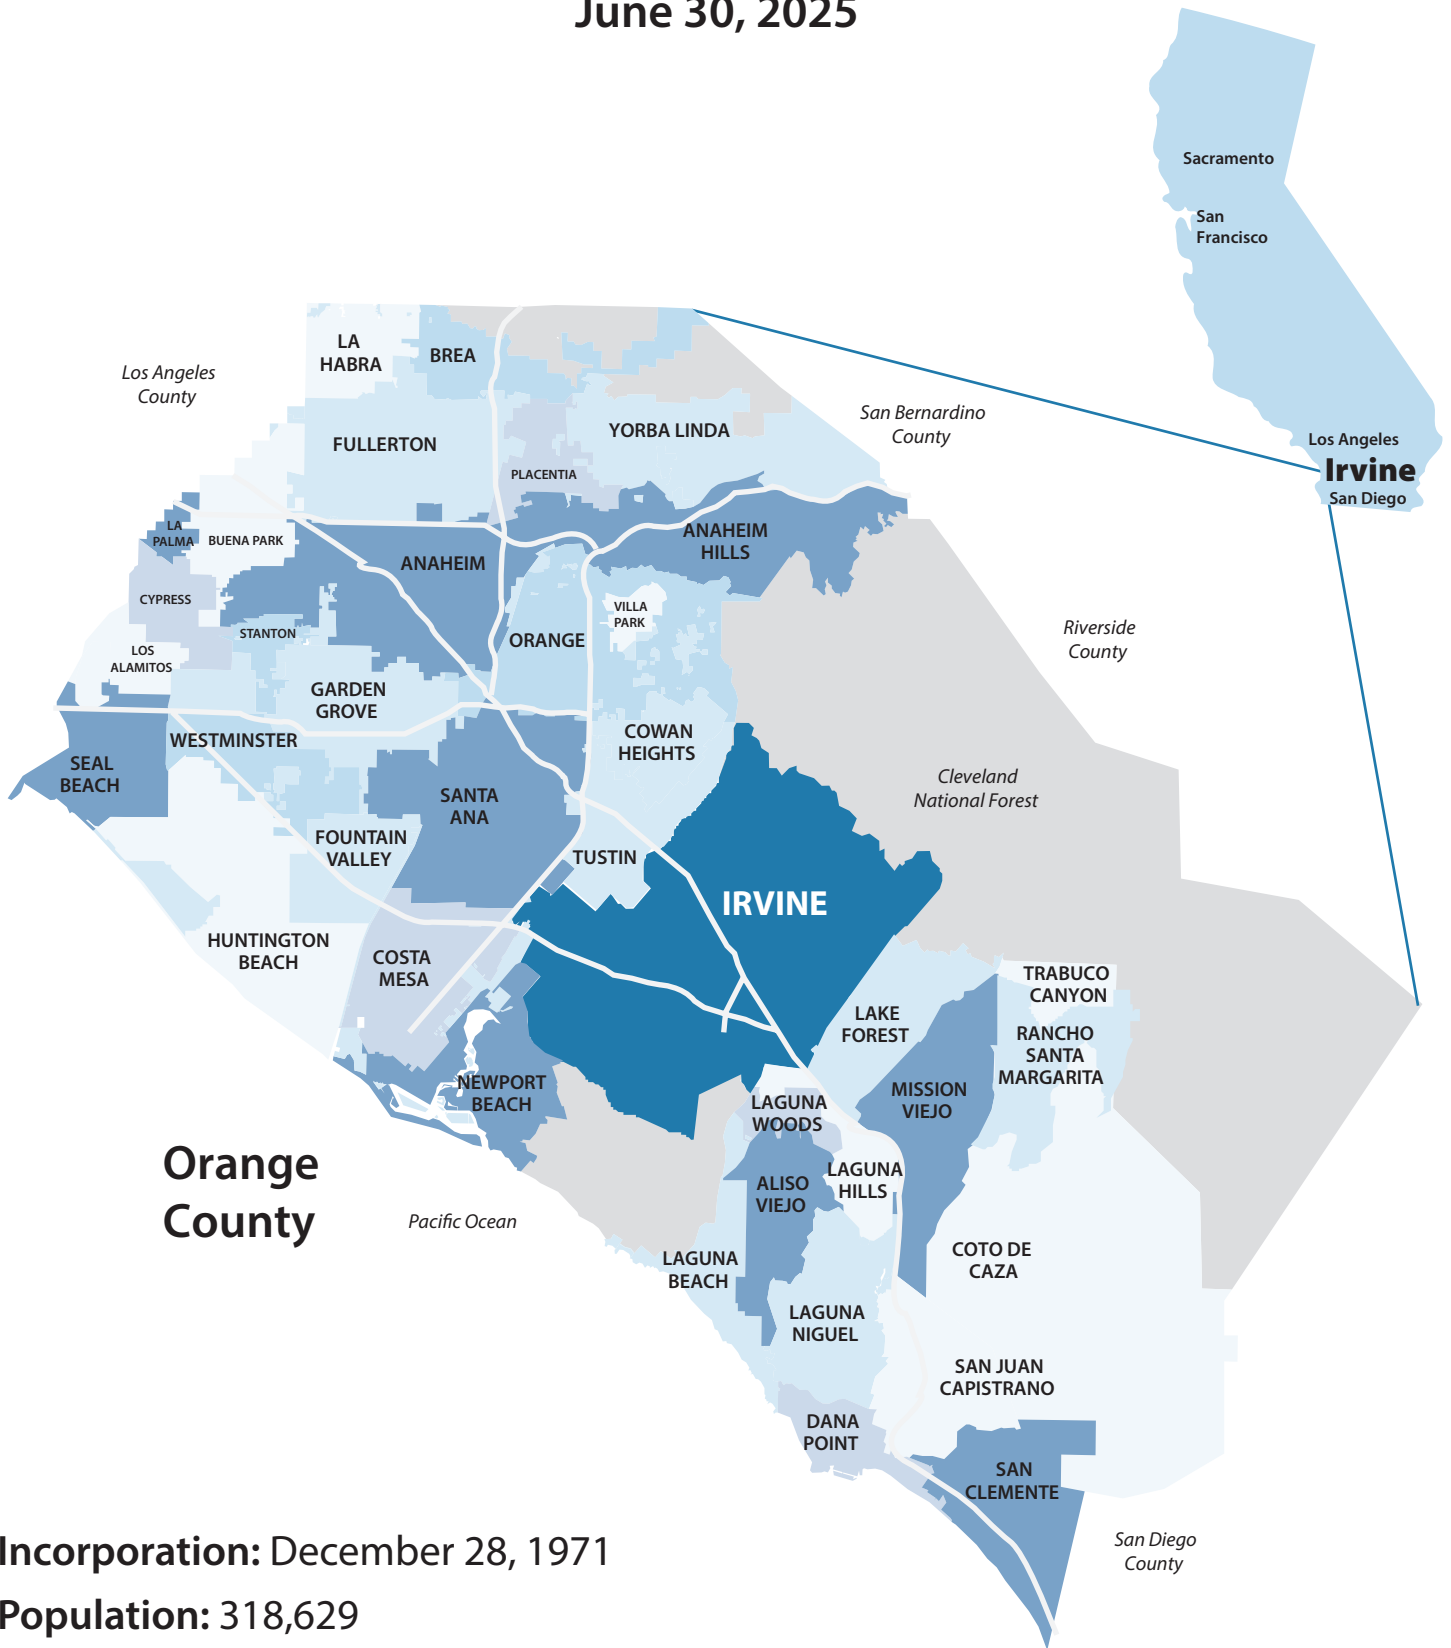 June 30, 2025
Sacramento
San
Francisco
Los Angeles
Irvine
San Diego
Los Angeles
County
LA
HABRA
BREA
San Bernardino
County
FULLERTON
YORBA LINDA
PLACENTIA
LA
PALMA
BUENA PARK
ANAHEIM
ANAHEIM
HILLS
CYPRESS
STANTON
ORANGE
VILLA
PARK
Riverside
County
LOS
ALAMITOS
GARDEN
GROVE
WESTMINSTER
COWAN
HEIGHTS
SEAL
BEACH
SANTA
ANA
Cleveland
National Forest
FOUNTAIN
VALLEY
TUSTIN
IRVINE
HUNTINGTON
BEACH
COSTA
MESA
TRABUCO
CANYON
LAKE
FOREST
RANCHO
SANTA
MARGARITA
NEWPORT
BEACH
LAGUNA
WOODS
MISSION
VIEJO
Orange
County
Pacific Ocean
ALISO
VIEJO
LAGUNA
HILLS
LAGUNA
BEACH
COTO DE
CAZA
LAGUNA
NIGUEL
SAN JUAN
CAPISTRANO
DANA
POINT
SAN
CLEMENTE
San Diego
County
Incorporation: December 28, 1971
Population: 318,629